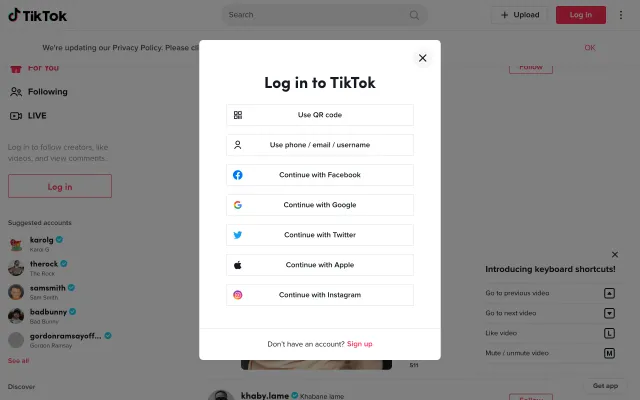 TikTok
Search
Upload
Log In
We're updating our Privacy Policy. Please cli
OK
For You
Following
LIVE
Log in to follow creators, like
videos, and view comments.
Log in
Suggested accounts
karolg
Karol G
therock
The Rock
samsmith
Sam Smith
badbunny
Bad Bunny
gordonramsayoff...
Gordon Ramsay
See all
Discover
Log in to TikTok
Use QR code
Use phone / email / username
Continue with Facebook
Continue with Google
Continue with Twitter
Continue with Apple
Continue with Instagram
Don't have an account? Sign up
511
khaby.lame Khabane lame
Follow
Introducing keyboard shortcuts!
Go to previous video
Go to next video
Like video L
Mute / unmute video M
Get app
Follow